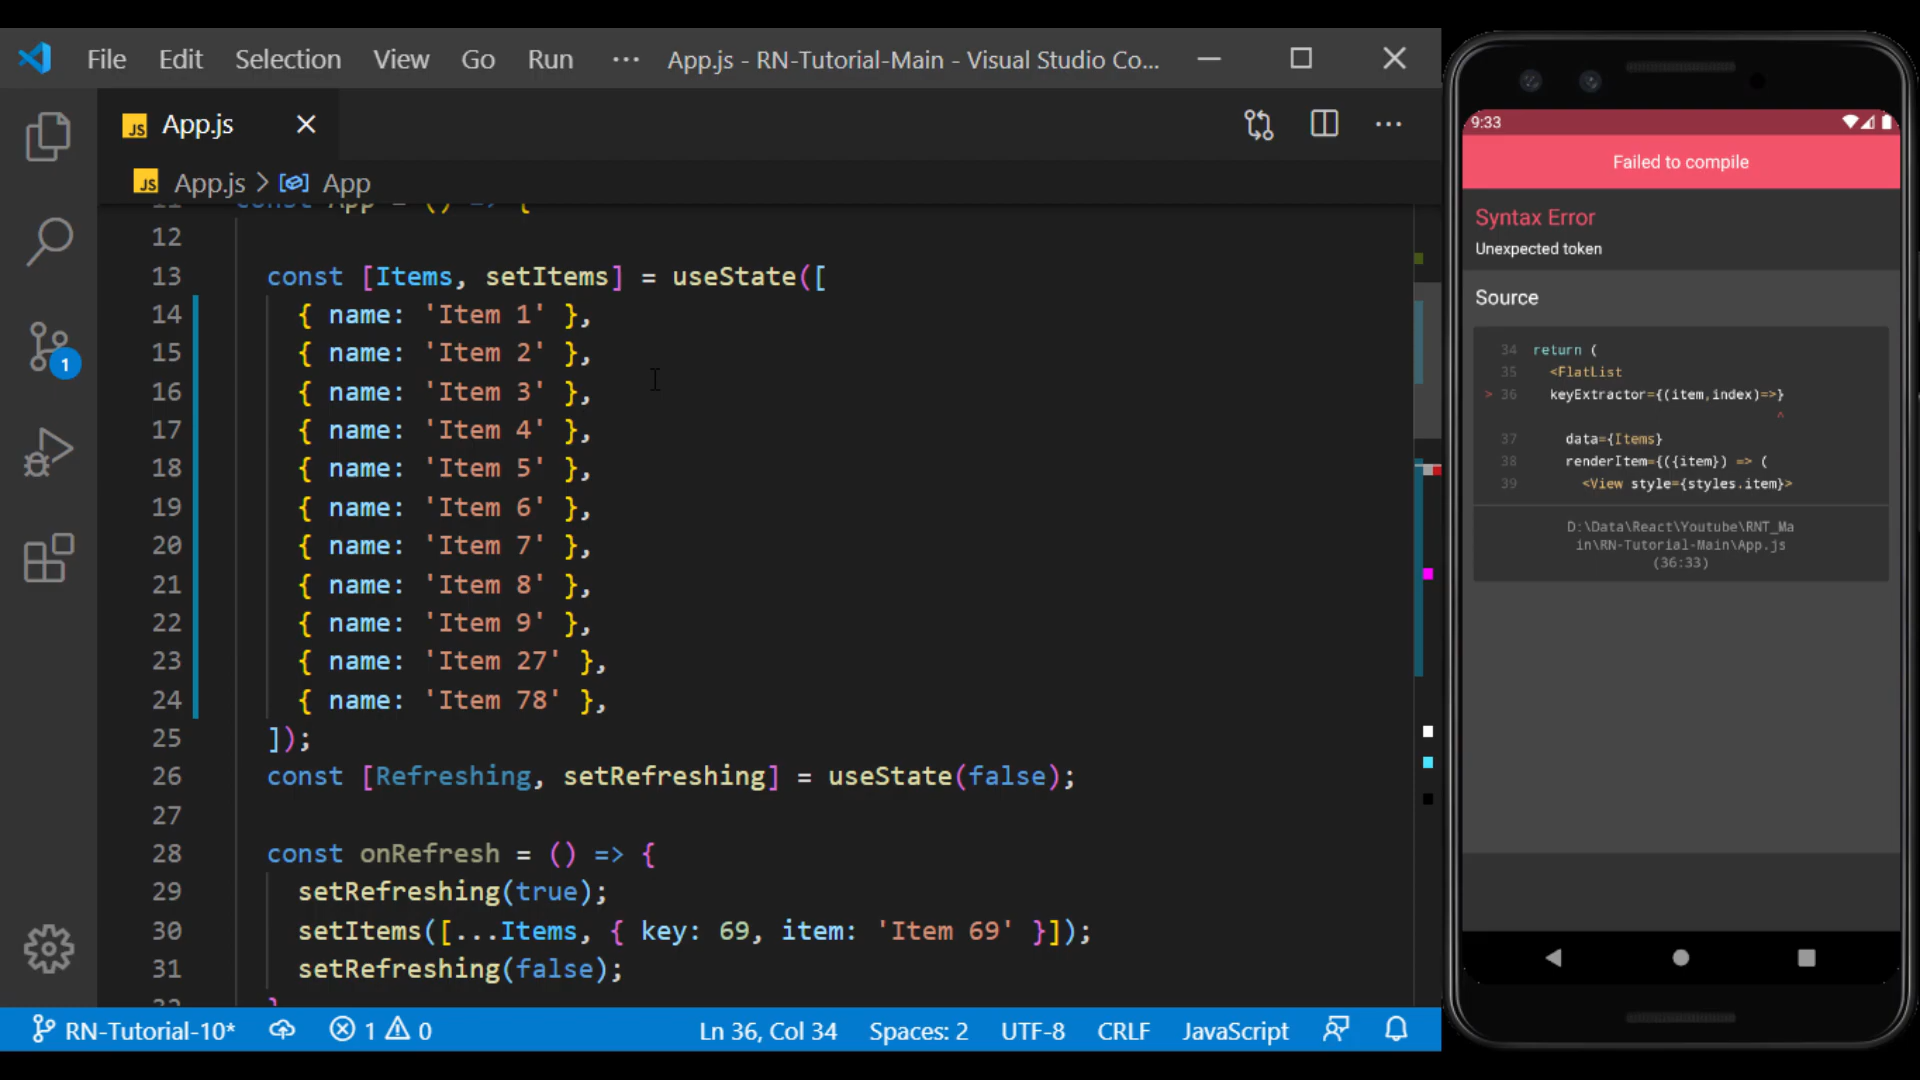 File Edit Selection View Go Run ··· App.js - RN-Tutorial-Main - Visual Studio Co...
JS App.js
JS App.js > App
11 const App = () => {
12
13 const [Items, setItems] = useState([
14 { name: 'Item 1' },
15 { name: 'Item 2' },
16 { name: 'Item 3' },
17 { name: 'Item 4' },
18 { name: 'Item 5' },
19 { name: 'Item 6' },
20 { name: 'Item 7' },
21 { name: 'Item 8' },
22 { name: 'Item 9' },
23 { name: 'Item 27' },
24 { name: 'Item 78' },
25 ]);
26 const [Refreshing, setRefreshing] = useState(false);
27
28 const onRefresh = () => {
29 setRefreshing(true);
30 setItems([...Items, { key: 69, item: 'Item 69' }]);
31 setRefreshing(false);
32 }
1
RN-Tutorial-10* 1 0 Ln 36, Col 34 Spaces: 2 UTF-8 CRLF JavaScript
9:33
Failed to compile
Syntax Error
Unexpected token
Source
34 return (
35 <FlatList
> 36 keyExtractor={(item,index)=>}
^
37 data={Items}
38 renderItem={({item}) => (
39 <View style={styles.item}>
D:\Data\React\Youtube\RNT_Ma
in\RN-Tutorial-Main\App.js
(36:33)